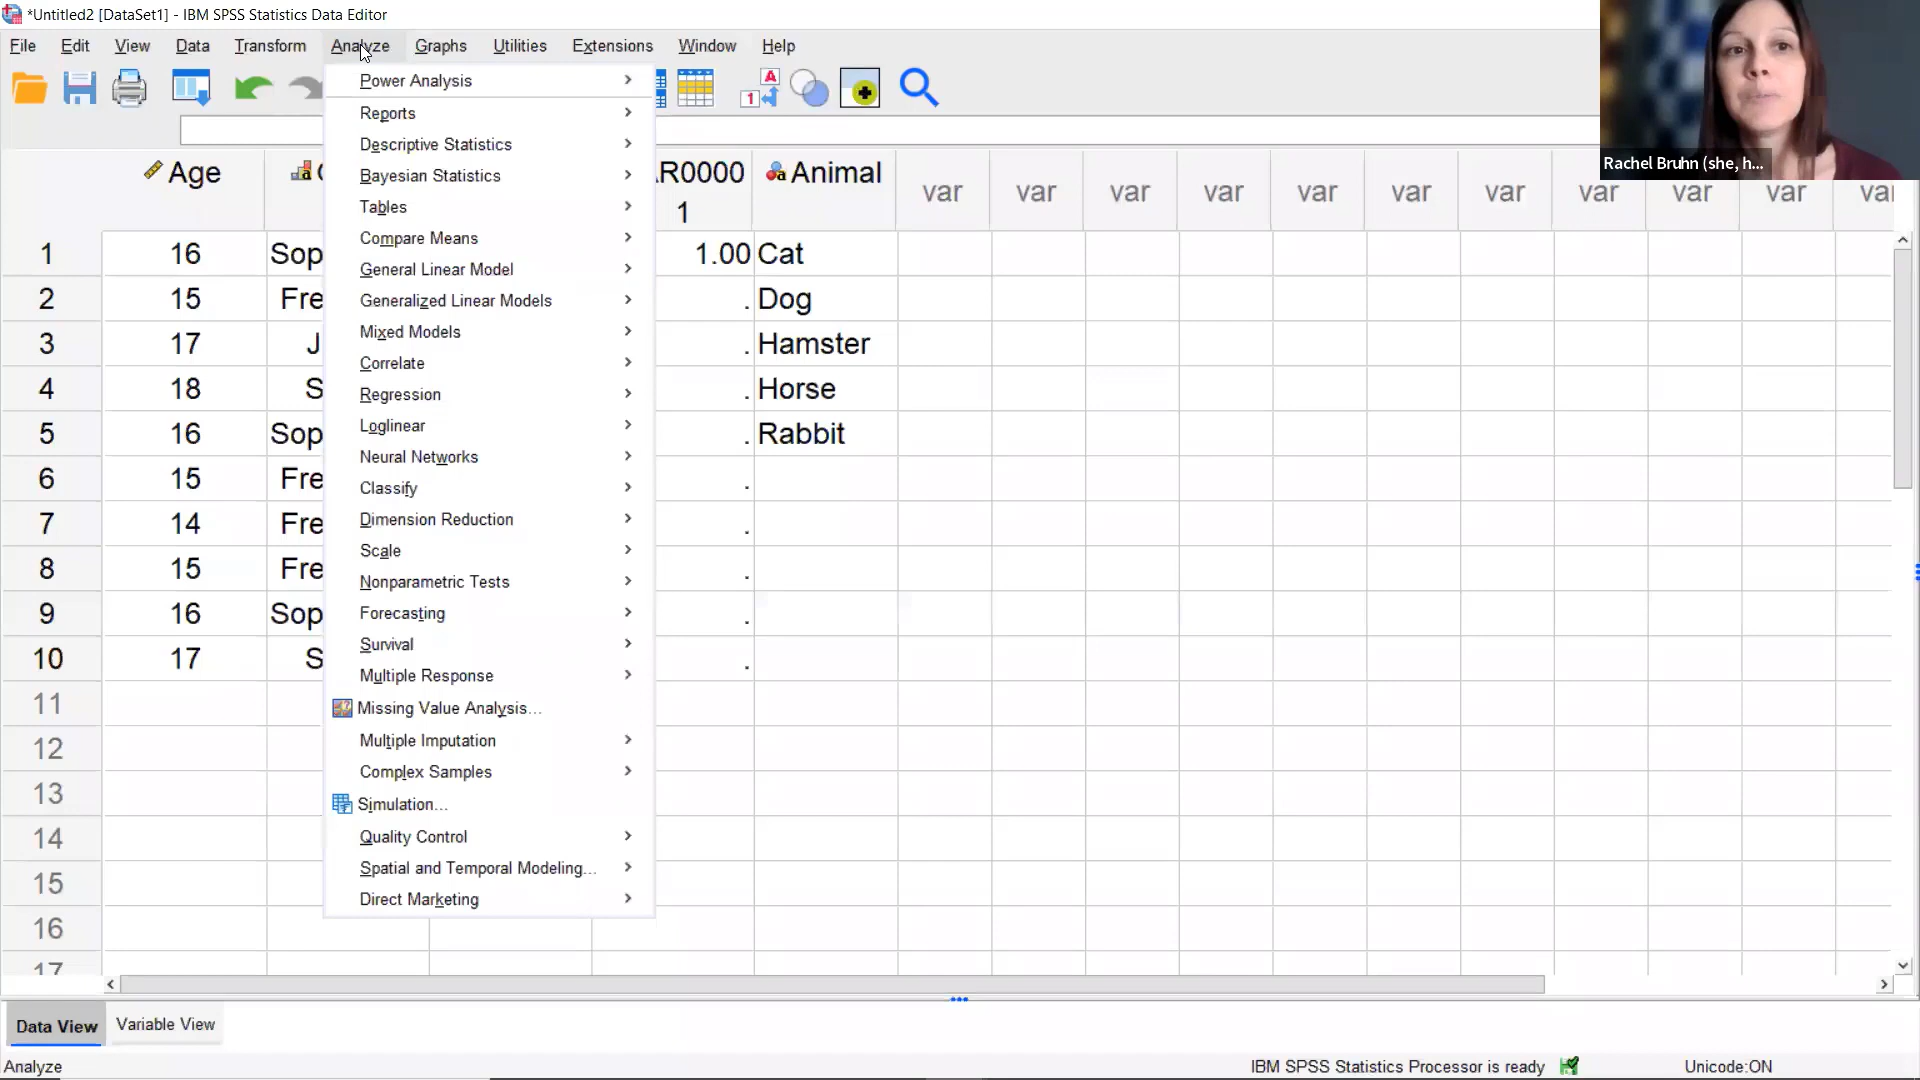 *Untitled2 [DataSet1] - IBM SPSS Statistics Data Editor
File Edit View Data Transform Analyze Graphs Utilities Extensions Window Help
Rachel Bruhn (she, h...
Power Analysis
Reports
Descriptive Statistics
Bayesian Statistics
Tables
Compare Means
General Linear Model
Generalized Linear Models
Mixed Models
Correlate
Regression
Loglinear
Neural Networks
Classify
Dimension Reduction
Scale
Nonparametric Tests
Forecasting
Survival
Multiple Response
Missing Value Analysis...
Multiple Imputation
Complex Samples
Simulation...
Quality Control
Spatial and Temporal Modeling...
Direct Marketing
Age R0000 Animal var var var var var var var var var var var
1
1 16 Sop 1.00 Cat
2 15 Fre . Dog
3 17 J . Hamster
4 18 S . Horse
5 16 Sop . Rabbit
6 15 Fre .
7 14 Fre .
8 15 Fre .
9 16 Sop .
10 17 S .
11
12
13
14
15
16
17
Data View Variable View
Analyze IBM SPSS Statistics Processor is ready Unicode:ON